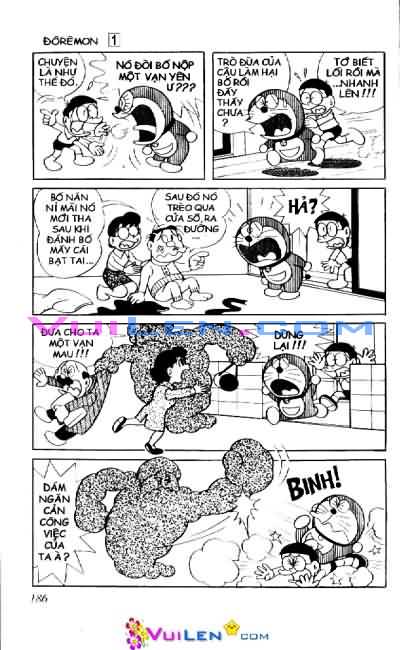 ĐÔRÊMON 1
CHUYỆN
LÀ NHƯ
THẾ ĐÓ.
NÓ ĐÒI BỐ NỘP
MỘT VẠN YÊN
Ư???
TRÒ ĐÙA CỦA
CẬU LÀM HẠI
BỐ RỒI
ĐẤY
THẤY
CHƯA?
TỚ BIẾT
LỖI RỒI MÀ
...NHANH
LÊN!!!
BỐ NĂN
NỈ MÃI NÓ
MỚI THA
SAU KHI
ĐÁNH BỐ
MẤY CÁI
BẠT TAI...
SAU ĐÓ NÓ
TRÈO QUA
CỬA SỔ, RA
ĐƯỜNG
...
HẢ?
VUILEN.COM
ĐƯA CHO TA
MỘT VẠN
MAU!!!
DỪNG
LẠI!!!
DÁM
NGĂN
CẢN
CÔNG
VIỆC
CỦA
TA À?
BINH!
186
VUILEN.COM